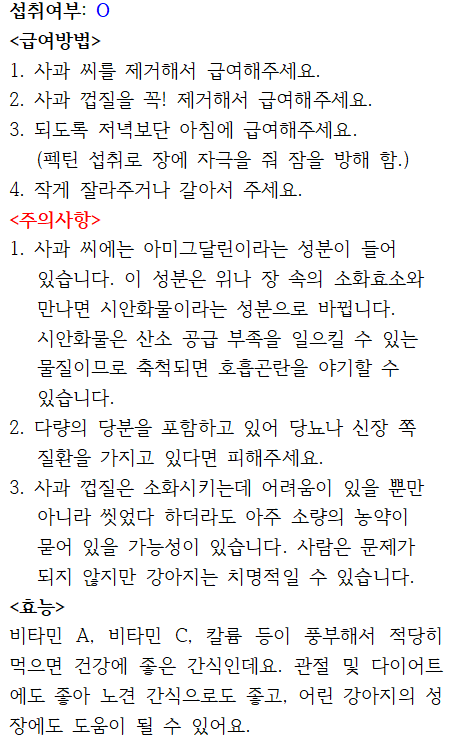 섭취여부: O
<급여방법>
1. 사과 씨를 제거해서 급여해주세요.
2. 사과 껍질을 꼭! 제거해서 급여해주세요.
3. 되도록 저녁보단 아침에 급여해주세요.
(펙틴 섭취로 장에 자극을 줘 잠을 방해 함.)
4. 작게 잘라주거나 갈아서 주세요.
<주의사항>
1. 사과 씨에는 아미그달린이라는 성분이 들어
있습니다. 이 성분은 위나 장 속의 소화효소와
만나면 시안화물이라는 성분으로 바뀝니다.
시안화물은 산소 공급 부족을 일으킬 수 있는
물질이므로 축척되면 호흡곤란을 야기할 수
있습니다.
2. 다량의 당분을 포함하고 있어 당뇨나 신장 쪽
질환을 가지고 있다면 피해주세요.
3. 사과 껍질은 소화시키는데 어려움이 있을 뿐만
아니라 씻었다 하더라도 아주 소량의 농약이
묻어 있을 가능성이 있습니다. 사람은 문제가
되지 않지만 강아지는 치명적일 수 있습니다.
<효능>
비타민 A, 비타민 C, 칼륨 등이 풍부해서 적당히
먹으면 건강에 좋은 간식인데요. 관절 및 다이어트
에도 좋아 노견 간식으로도 좋고, 어린 강아지의 성
장에도 도움이 될 수 있어요.